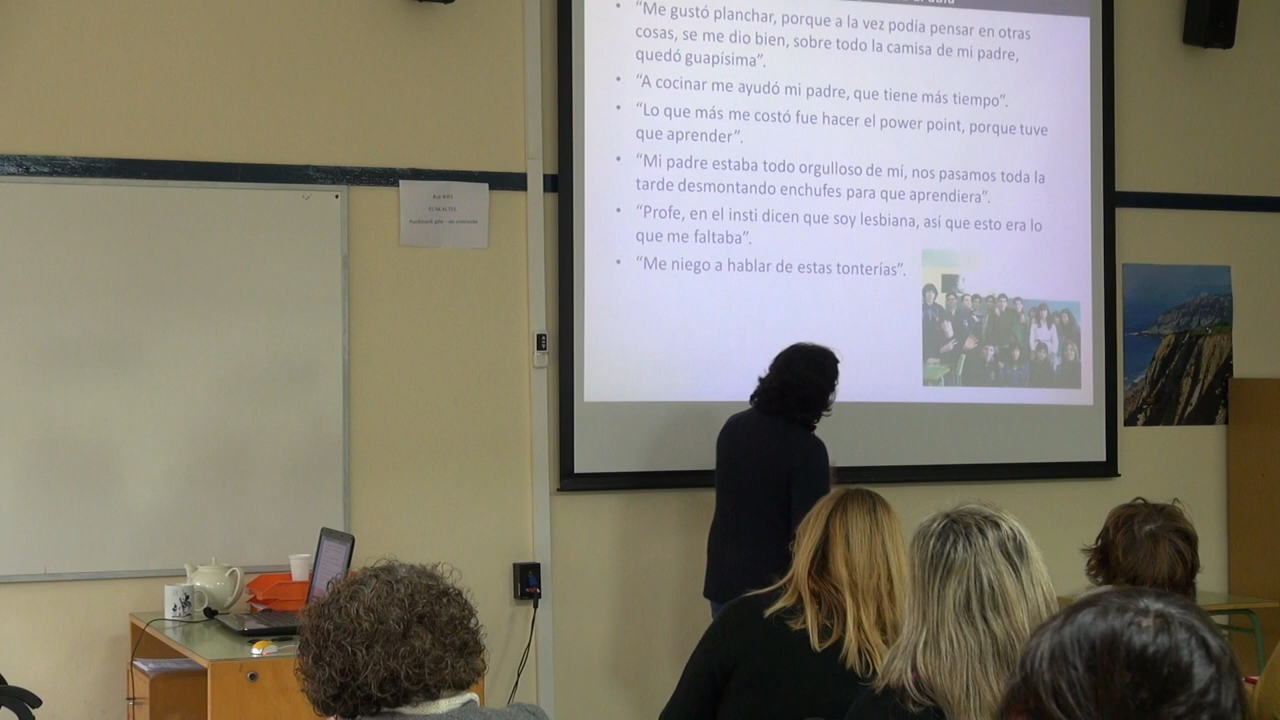 • “Me gustó planchar, porque a la vez podía pensar en otras
cosas, se me dio bien, sobre todo la camisa de mi padre,
quedó guapísima”.
• “A cocinar me ayudó mi padre, que tiene más tiempo”.
• “Lo que más me costó fue hacer el power point, porque tuve
que aprender”.
• “Mi padre estaba todo orgulloso de mí, nos pasamos toda la
tarde desmontando enchufes para que aprendiera”.
• “Profe, en el insti dicen que soy lesbiana, así que esto era lo
que me faltaba”.
• “Me niego a hablar de estas tonterías”.
EUSKALTEL